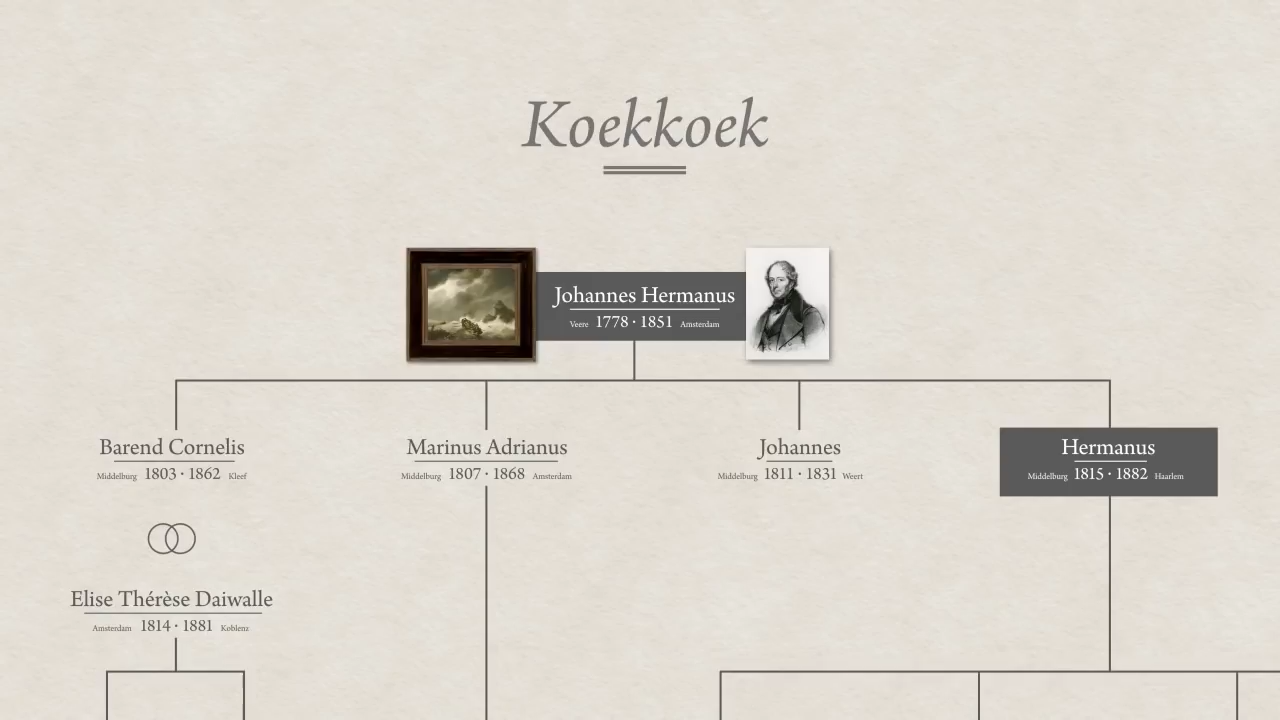 Koekkoek
Johannes Hermanus
Veere 1778 · 1851 Amsterdam
Barend Cornelis
Middelburg 1803 · 1862 Kleef
Marinus Adrianus
Middelburg 1807 · 1868 Amsterdam
Johannes
Middelburg 1811 · 1831 Weert
Hermanus
Middelburg 1815 · 1882 Haarlem
Elise Thérèse Daiwalle
Amsterdam 1814 · 1881 Koblenz